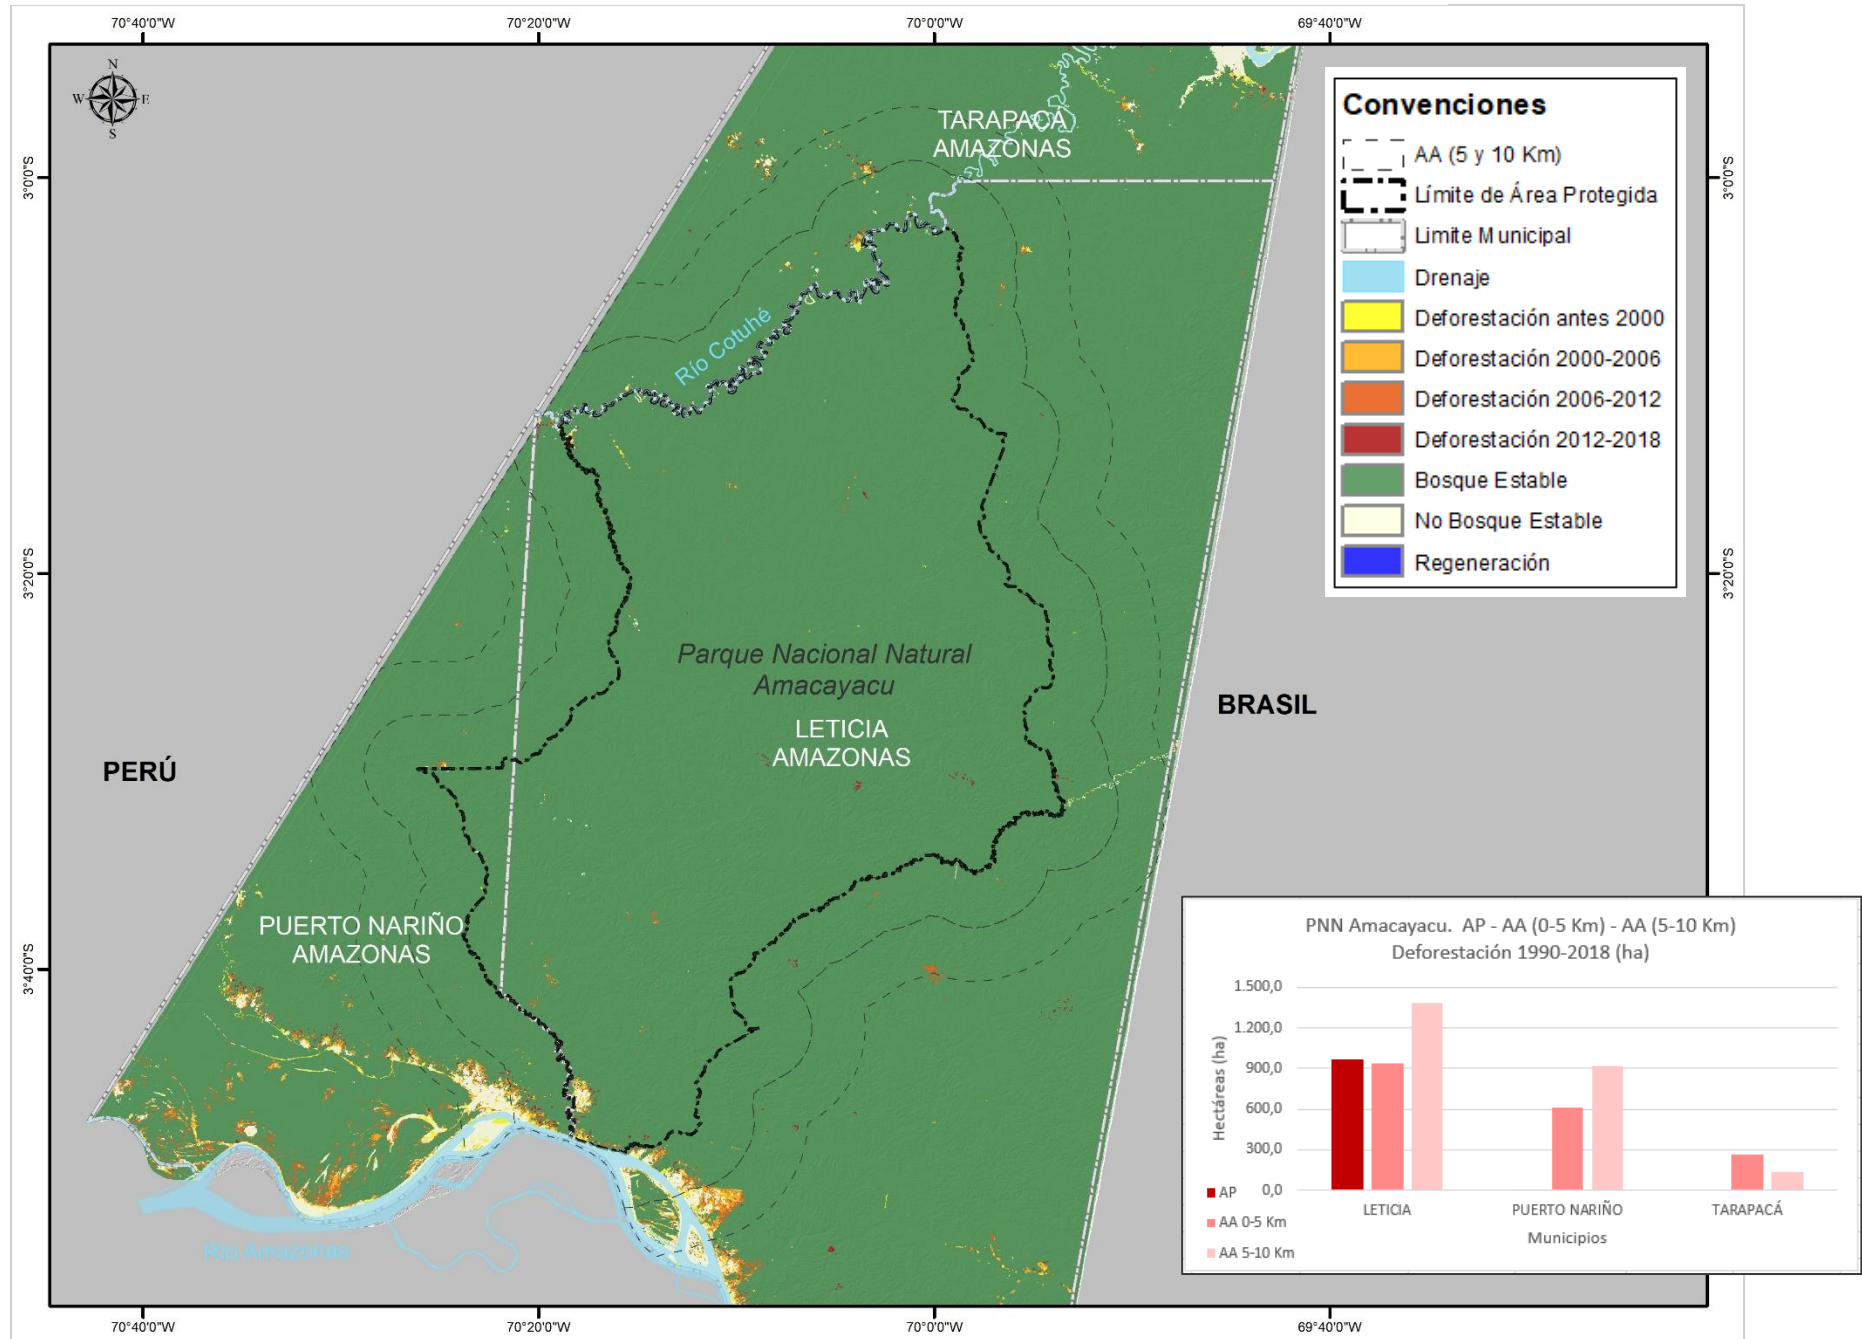 70°40'0"W
70°20'0"W
70°0'0"W
69°40'0"W
N
W
E
S
3°0'0"S
3°20'0"S
3°40'0"S
3°0'0"S
3°20'0"S
TARAPACA
AMAZONAS
Río Cotuhé
Parque Nacional Natural
Amacayacu
LETICIA
AMAZONAS
PERÚ
BRASIL
PUERTO NARIÑO
AMAZONAS
Río Amazonas
Convenciones
AA (5 y 10 Km)
Límite de Área Protegida
Limite Municipal
Drenaje
Deforestación antes 2000
Deforestación 2000-2006
Deforestación 2006-2012
Deforestación 2012-2018
Bosque Estable
No Bosque Estable
Regeneración
PNN Amacayacu. AP - AA (0-5 Km) - AA (5-10 Km)
Deforestación 1990-2018 (ha)
Hectáreas (ha)
1.500,0
1.200,0
900,0
600,0
300,0
0,0
LETICIA
PUERTO NARIÑO
TARAPACÁ
Municipios
AP
AA 0-5 Km
AA 5-10 Km
70°40'0"W
70°20'0"W
70°0'0"W
69°40'0"W